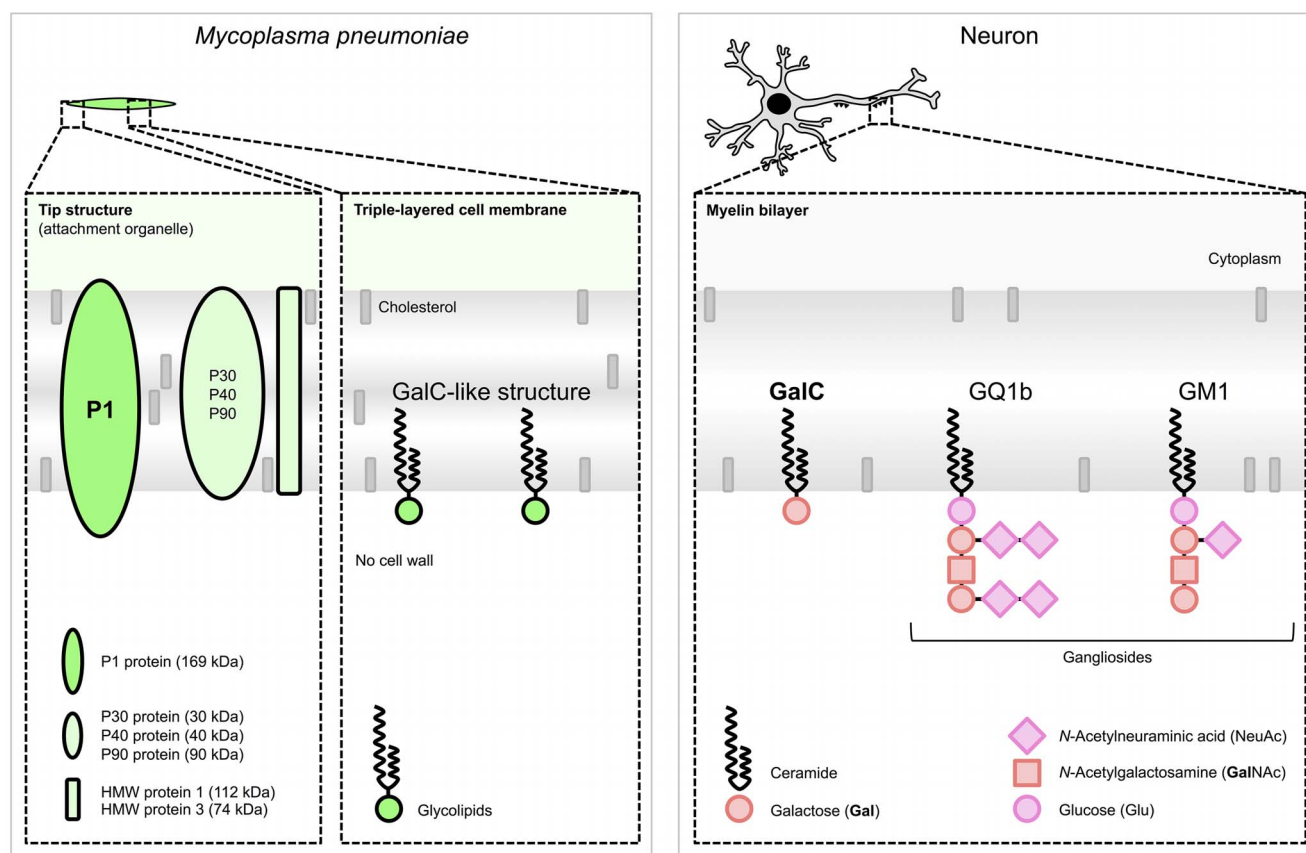 Mycoplasma pneumoniae
Tip structure
(attachment organelle)
P1
P30
P40
P90
P1 protein (169 kDa)
P30 protein (30 kDa)
P40 protein (40 kDa)
P90 protein (90 kDa)
HMW protein 1 (112 kDa)
HMW protein 3 (74 kDa)
Triple-layered cell membrane
Cholesterol
GalC-like structure
No cell wall
Glycolipids
Neuron
Myelin bilayer
Cytoplasm
GalC
GQ1b
GM1
Gangliosides
Ceramide
Galactose (Gal)
N-Acetylneuraminic acid (NeuAc)
N-Acetylgalactosamine (GalNAc)
Glucose (Glu)